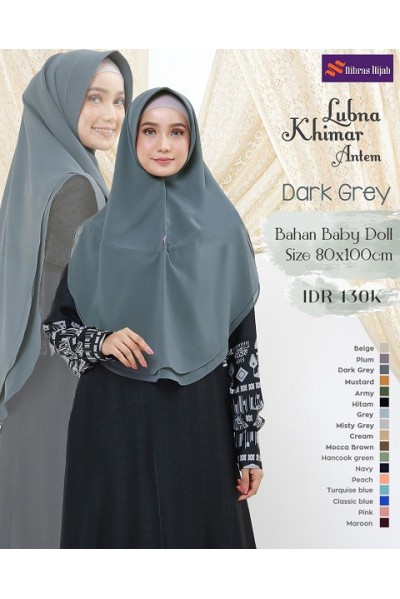 Nibras Hijab
Lubna
Khimar
Antem
Dark Grey
Bahan Baby Doll
Size 80x100cm
IDR 130K
Beige
Plum
Dark Grey
Mustard
Army
Hitam
Grey
Misty Grey
Cream
Mocca Brown
Hancook green
Navy
Peach
Turquise blue
Classic blue
Pink
Maroon